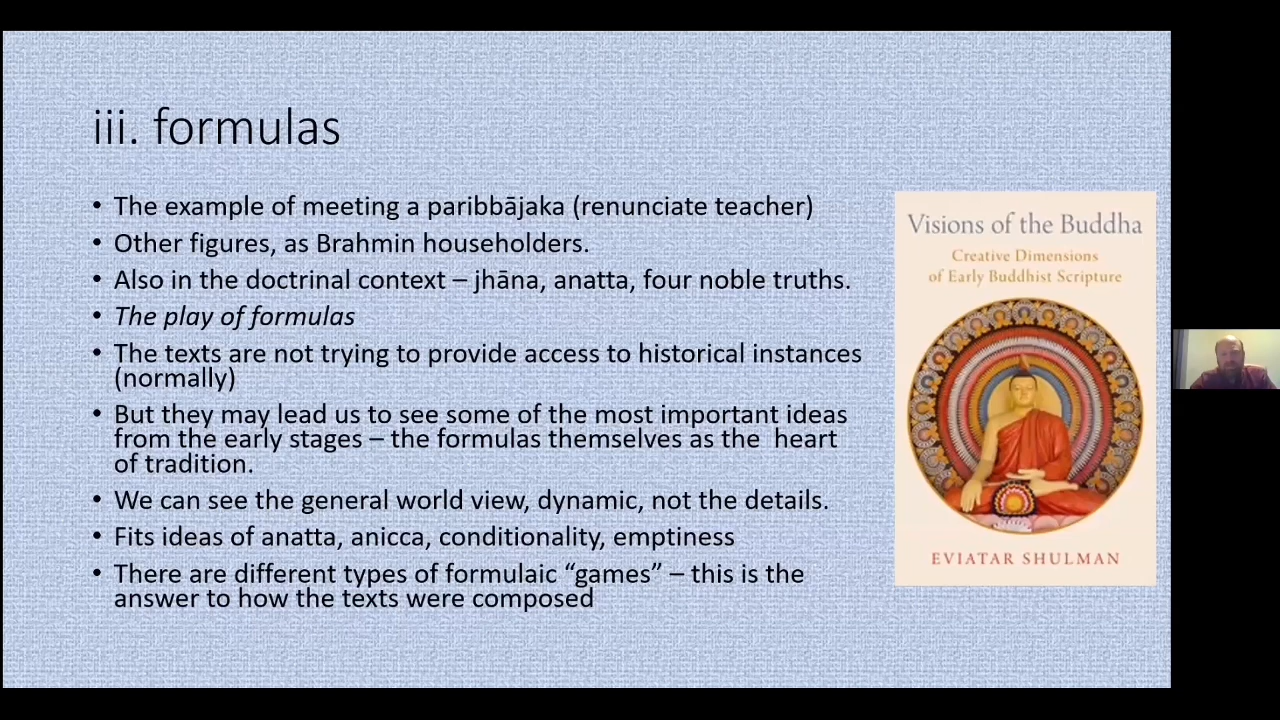 iii. formulas
• The example of meeting a paribbājaka (renunciate teacher)
• Other figures, as Brahmin householders.
• Also in the doctrinal context – jhāna, anatta, four noble truths.
• The play of formulas
• The texts are not trying to provide access to historical instances
(normally)
• But they may lead us to see some of the most important ideas
from the early stages – the formulas themselves as the  heart
of tradition.
• We can see the general world view, dynamic, not the details.
• Fits ideas of anatta, anicca, conditionality, emptiness
• There are different types of formulaic “games” – this is the
answer to how the texts were composed
Visions of the Buddha
Creative Dimensions
of Early Buddhist Scripture
EVIATAR SHULMAN